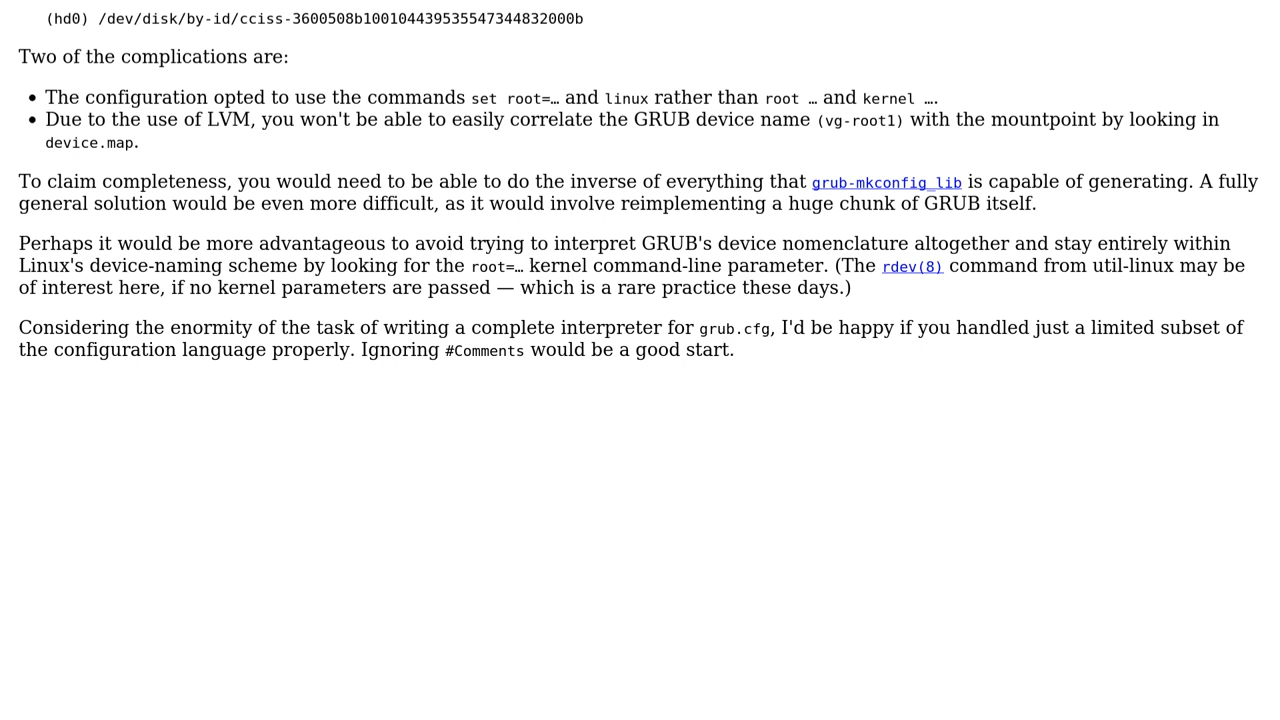 (hd0) /dev/disk/by-id/cciss-3600508b100104439535547344832000b
Two of the complications are:
• The configuration opted to use the commands set root=… and linux rather than root … and kernel ….
• Due to the use of LVM, you won't be able to easily correlate the GRUB device name (vg-root1) with the mountpoint by looking in
device.map.
To claim completeness, you would need to be able to do the inverse of everything that grub-mkconfig_lib is capable of generating. A fully
general solution would be even more difficult, as it would involve reimplementing a huge chunk of GRUB itself.
Perhaps it would be more advantageous to avoid trying to interpret GRUB's device nomenclature altogether and stay entirely within
Linux's device-naming scheme by looking for the root=… kernel command-line parameter. (The rdev(8) command from util-linux may be
of interest here, if no kernel parameters are passed — which is a rare practice these days.)
Considering the enormity of the task of writing a complete interpreter for grub.cfg, I'd be happy if you handled just a limited subset of
the configuration language properly. Ignoring #Comments would be a good start.